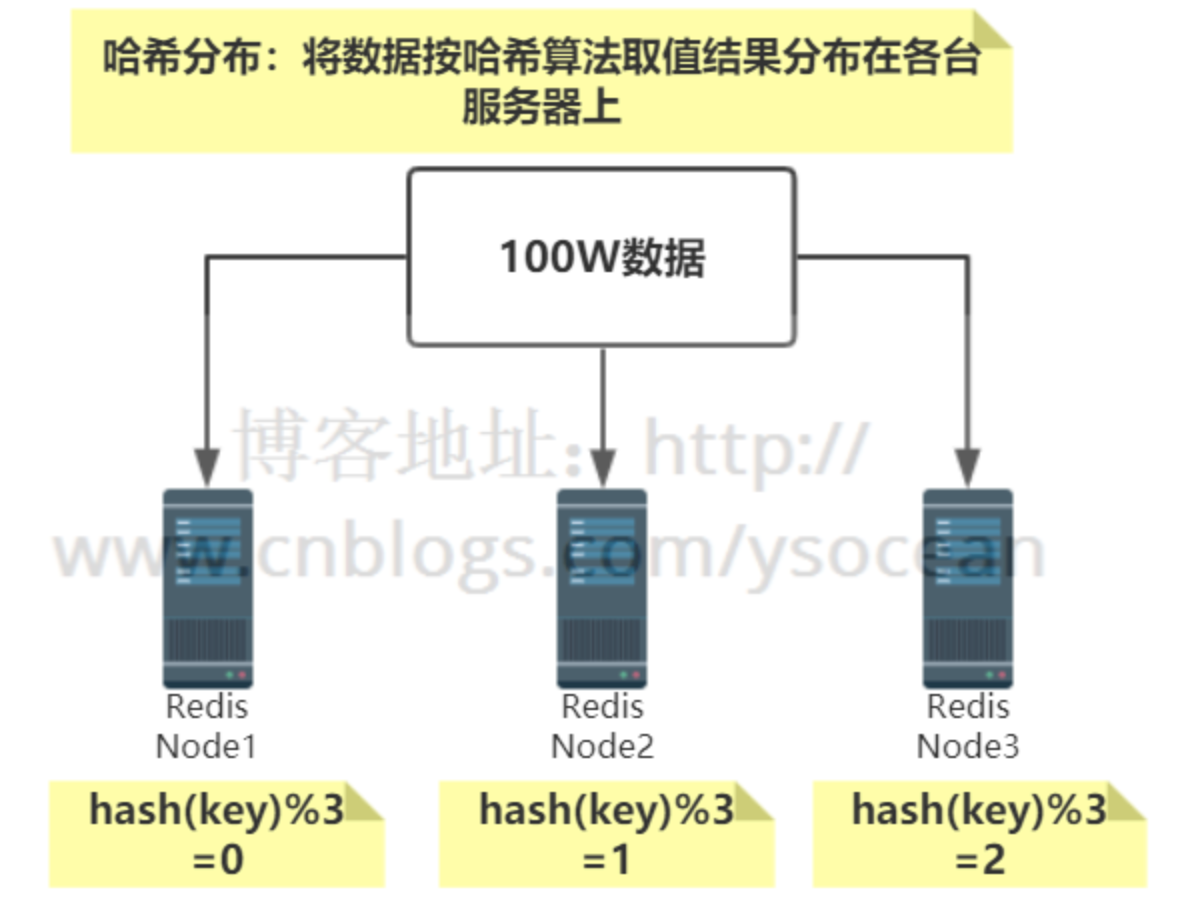 哈希分布：将数据按哈希算法取值结果分布在各台
服务器上
100W数据
博客地址：http://
www.cnblogs.com/ysocean
Redis
Node1
Redis
Node2
Redis
Node3
hash(key)%3
=0
hash(key)%3
=1
hash(key)%3
=2